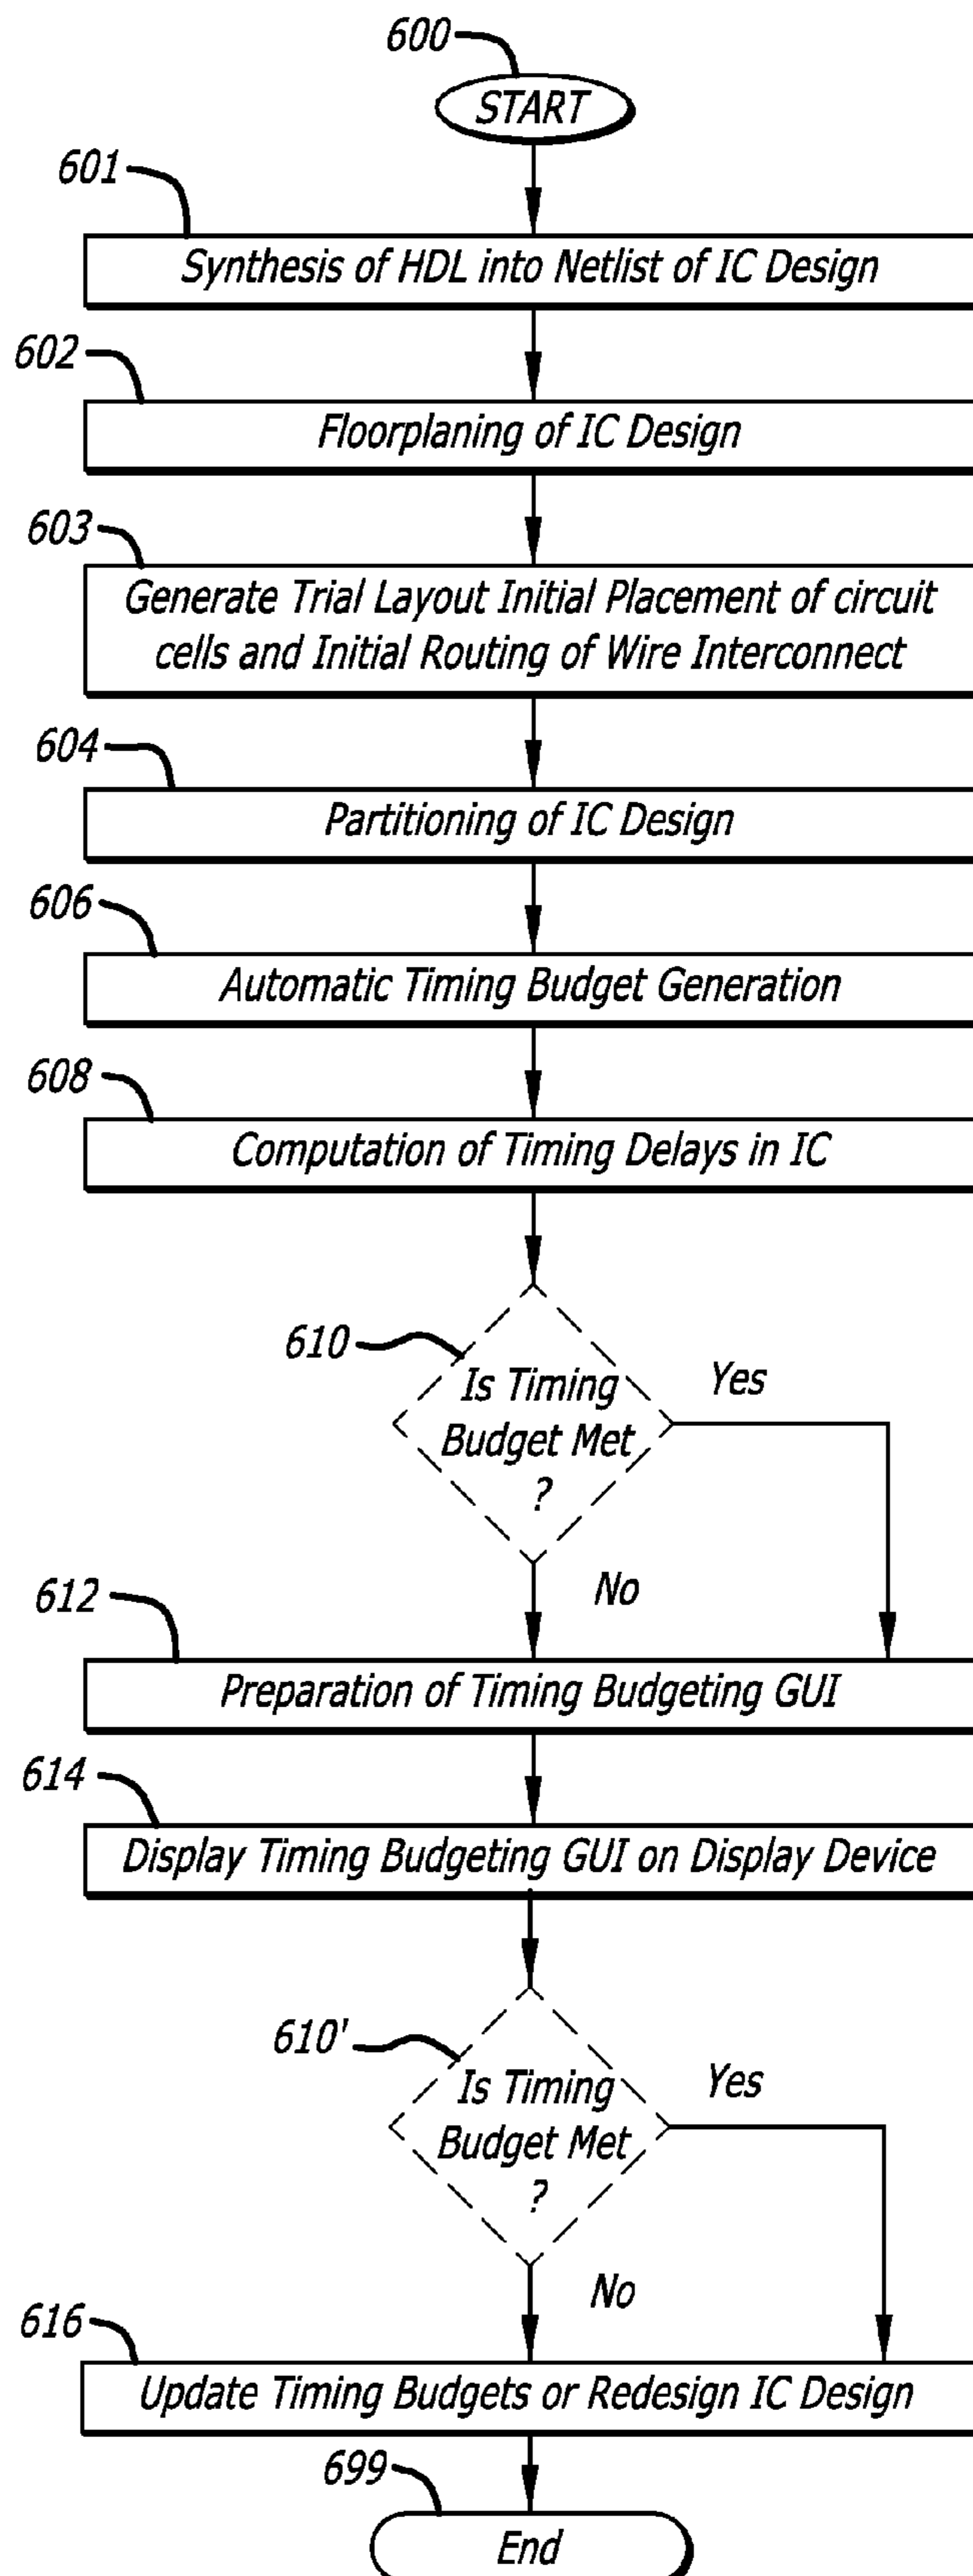 600
START
601
Synthesis of HDL into Netlist of IC Design
602
Floorplaning of IC Design
603
Generate Trial Layout Initial Placement of circuit
cells and Initial Routing of Wire Interconnect
604
Partitioning of IC Design
606
Automatic Timing Budget Generation
608
Computation of Timing Delays in IC
610
Is Timing
Budget Met
?
Yes
No
612
Preparation of Timing Budgeting GUI
614
Display Timing Budgeting GUI on Display Device
610'
Is Timing
Budget Met
?
Yes
No
616
Update Timing Budgets or Redesign IC Design
699
End